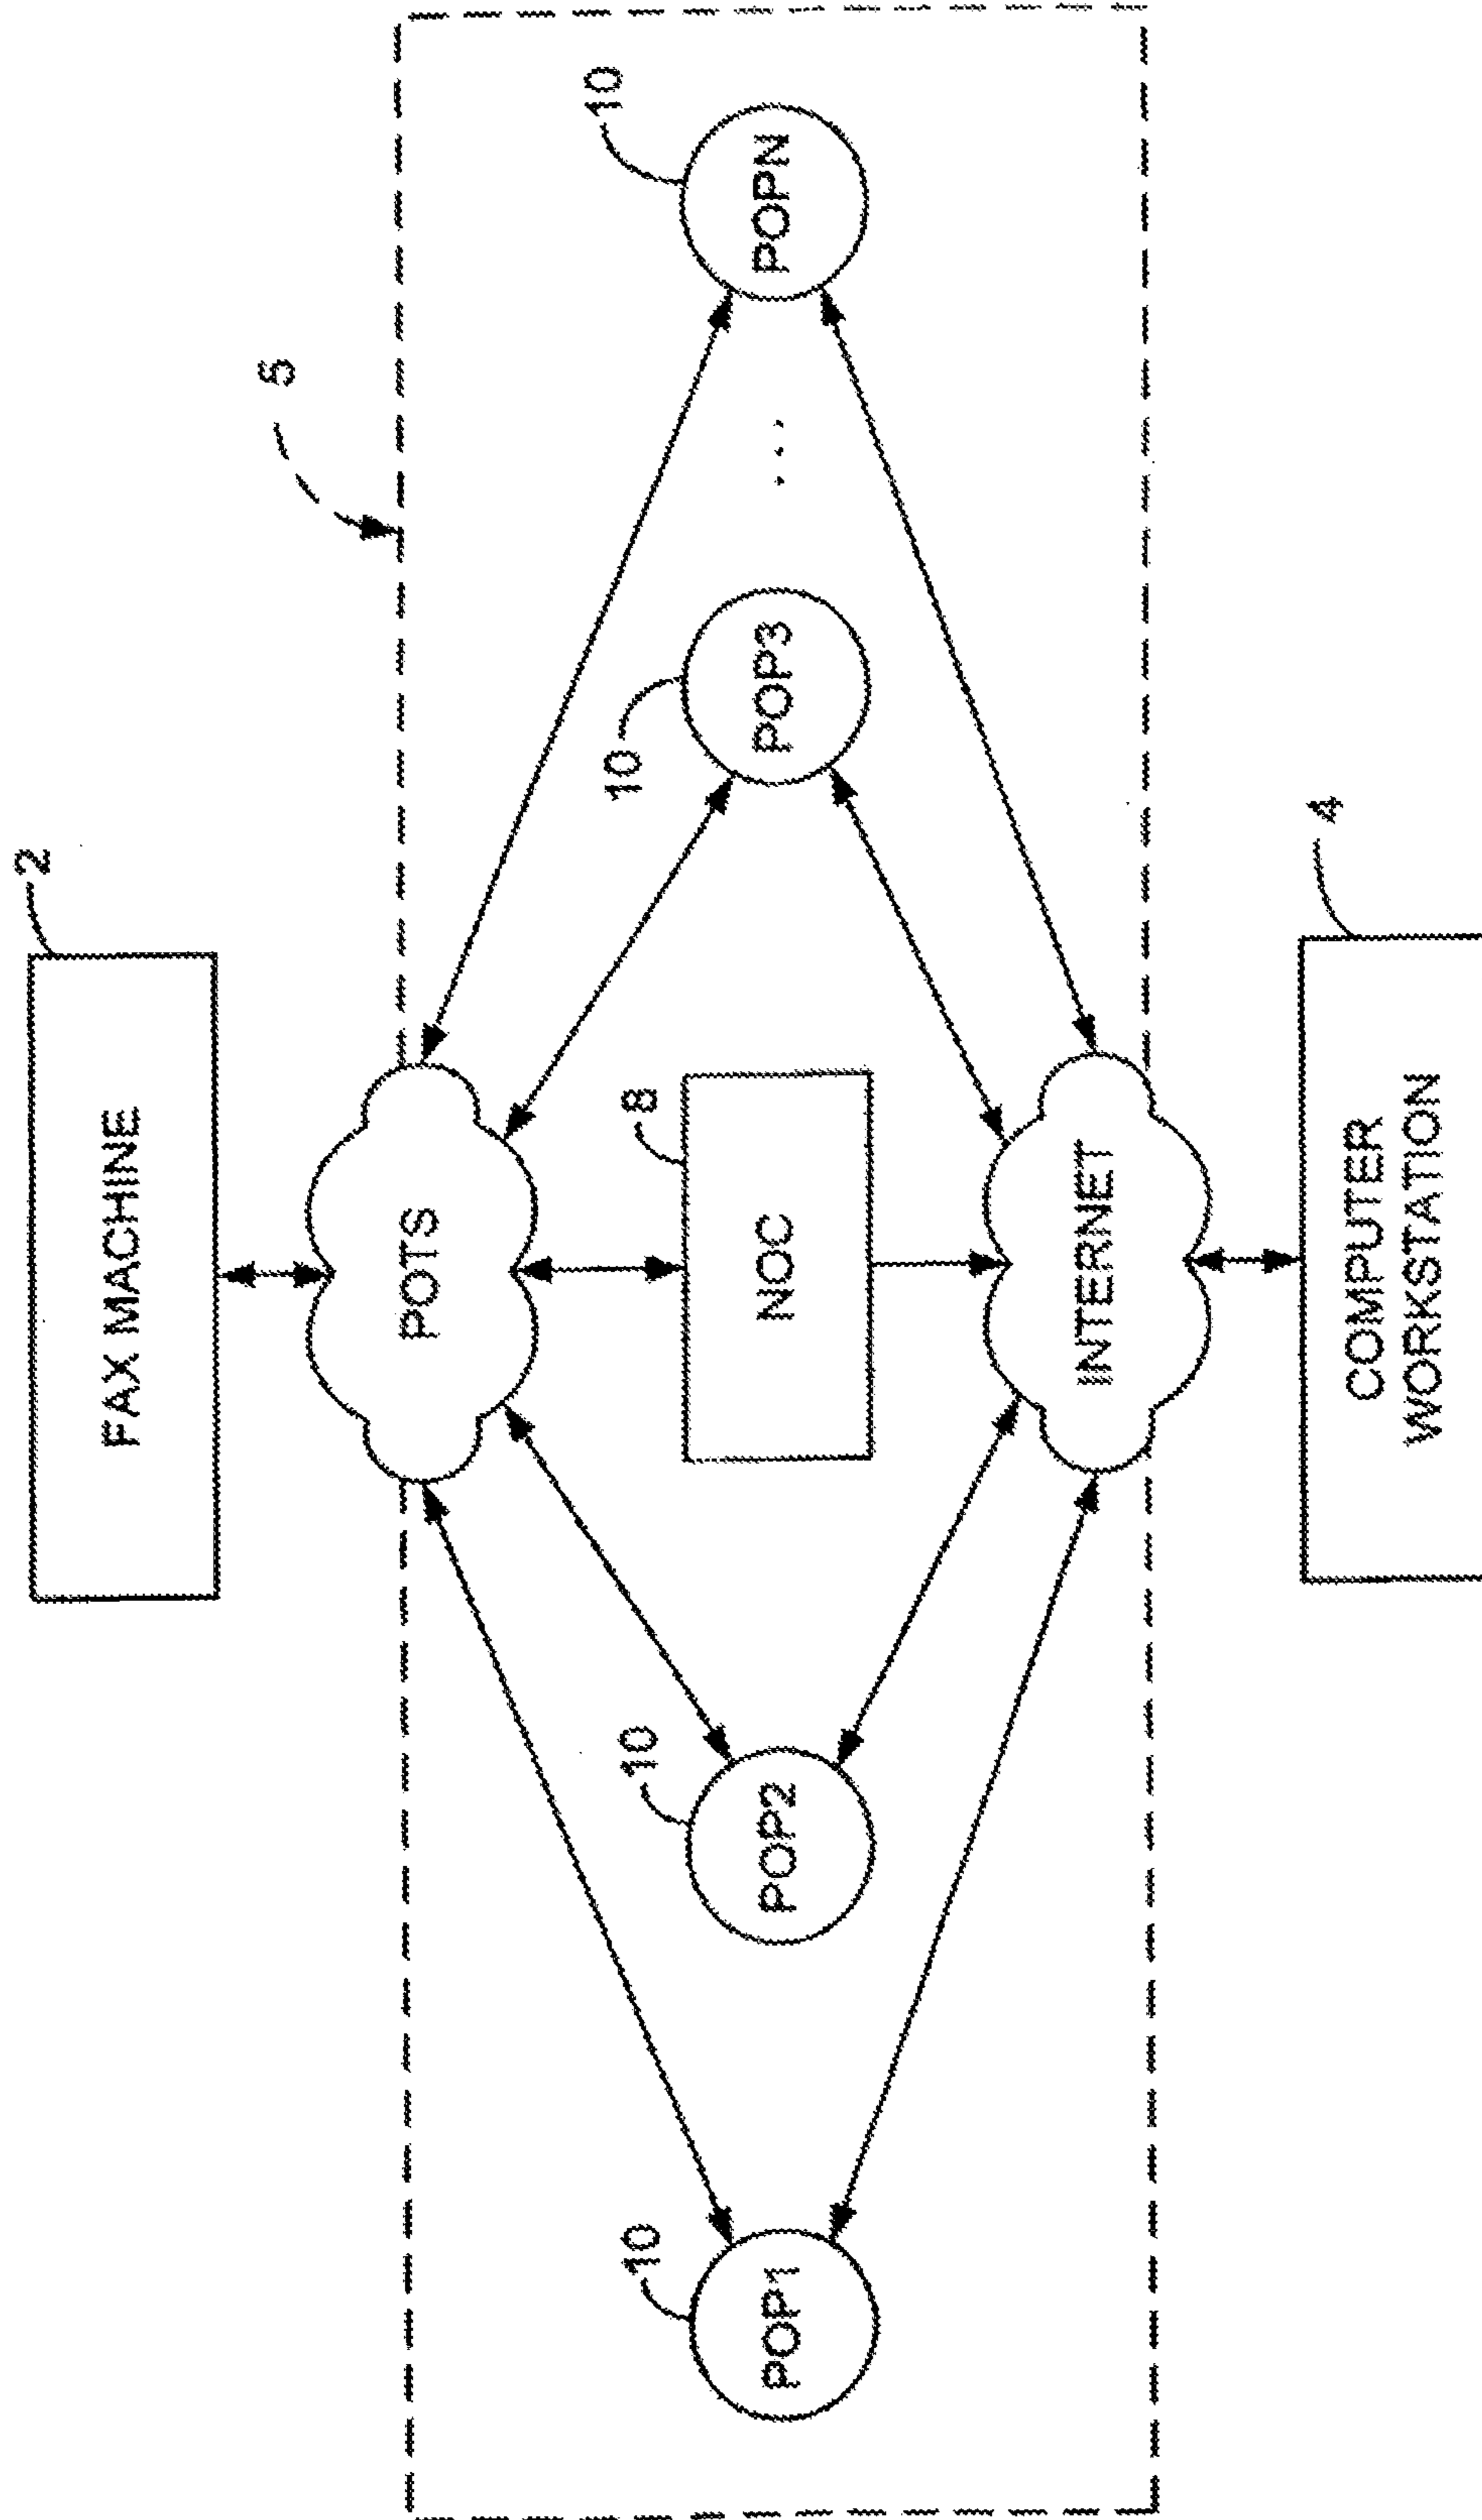 2
FAX MACHINE
5
POTS
10
POP1
10
POP2
8
NOC
10
POP3
. . .
10
POPN
INTERNET
4
COMPUTER
WORKSTATION